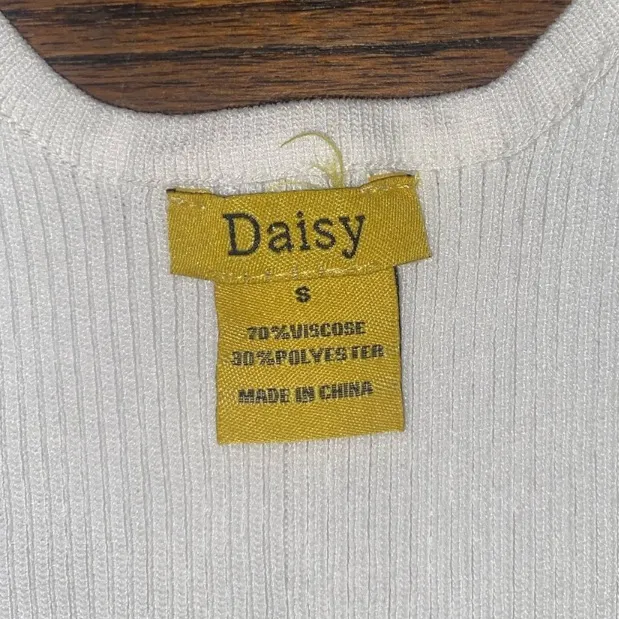 Daisy
S
70%VISCOSE
30%POLYESTER
MADE IN CHINA